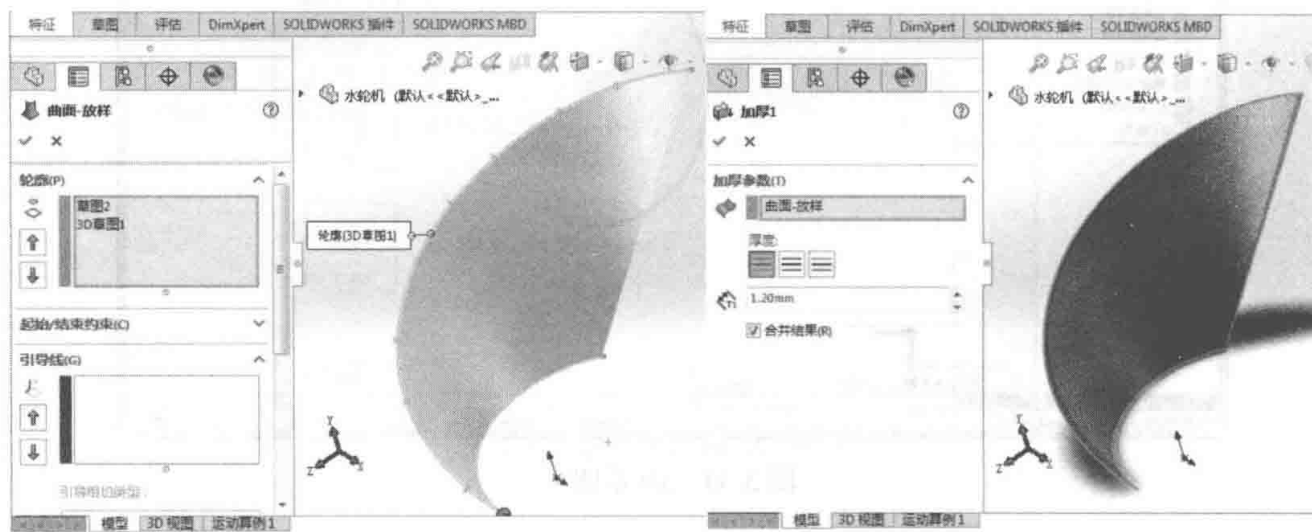 特征 草图 评估 DimXpert SOLIDWORKS 插件 SOLIDWORKS MBD
水轮机 (默认<<默认>_...
曲面-放样
轮廓(P)
草图2
3D草图1
轮廓(3D草图1)
起始/结束约束(C)
引导线(G)
引导相切类型:
Y
Z X
模型 3D 视图 运动算例 1
特征 草图 评估 DimXpert SOLIDWORKS 插件 SOLIDWORKS MBD
水轮机 (默认<<默认>_...
加厚1
加厚参数(T)
曲面-放样
厚度:
1.20mm
合并结果(R)
Y
Z X
模型 3D 视图 运动算例 1